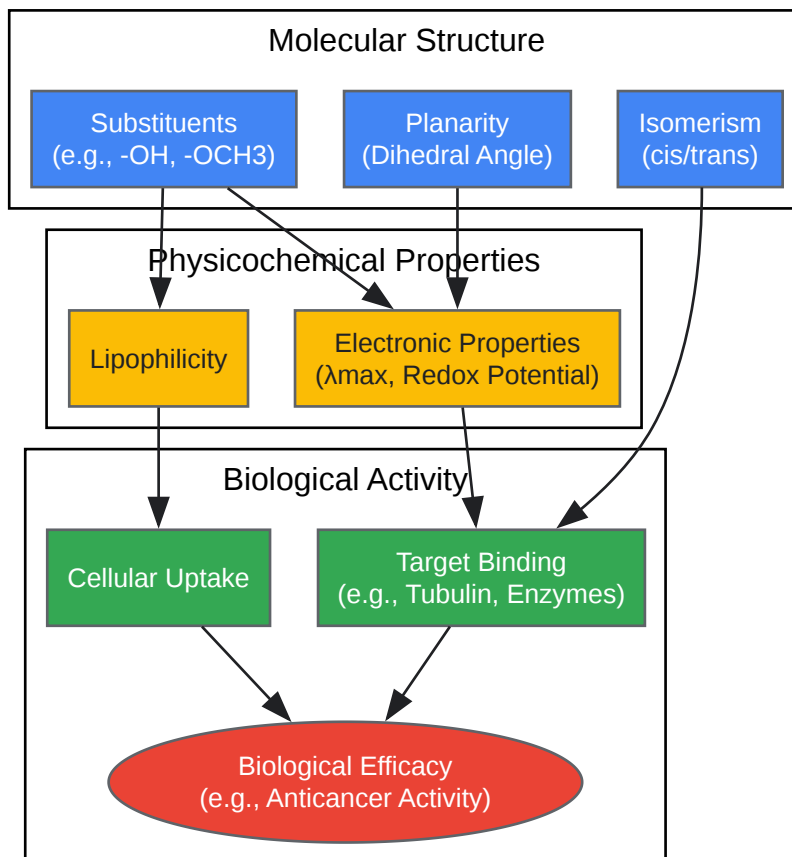 Molecular Structure
Substituents
(e.g., -OH, -OCH3)
Planarity
(Dihedral Angle)
Isomerism
(cis/trans)
Physicochemical Properties
Lipophilicity
Electronic Properties
(λmax, Redox Potential)
Biological Activity
Cellular Uptake
Target Binding
(e.g., Tubulin, Enzymes)
Biological Efficacy
(e.g., Anticancer Activity)